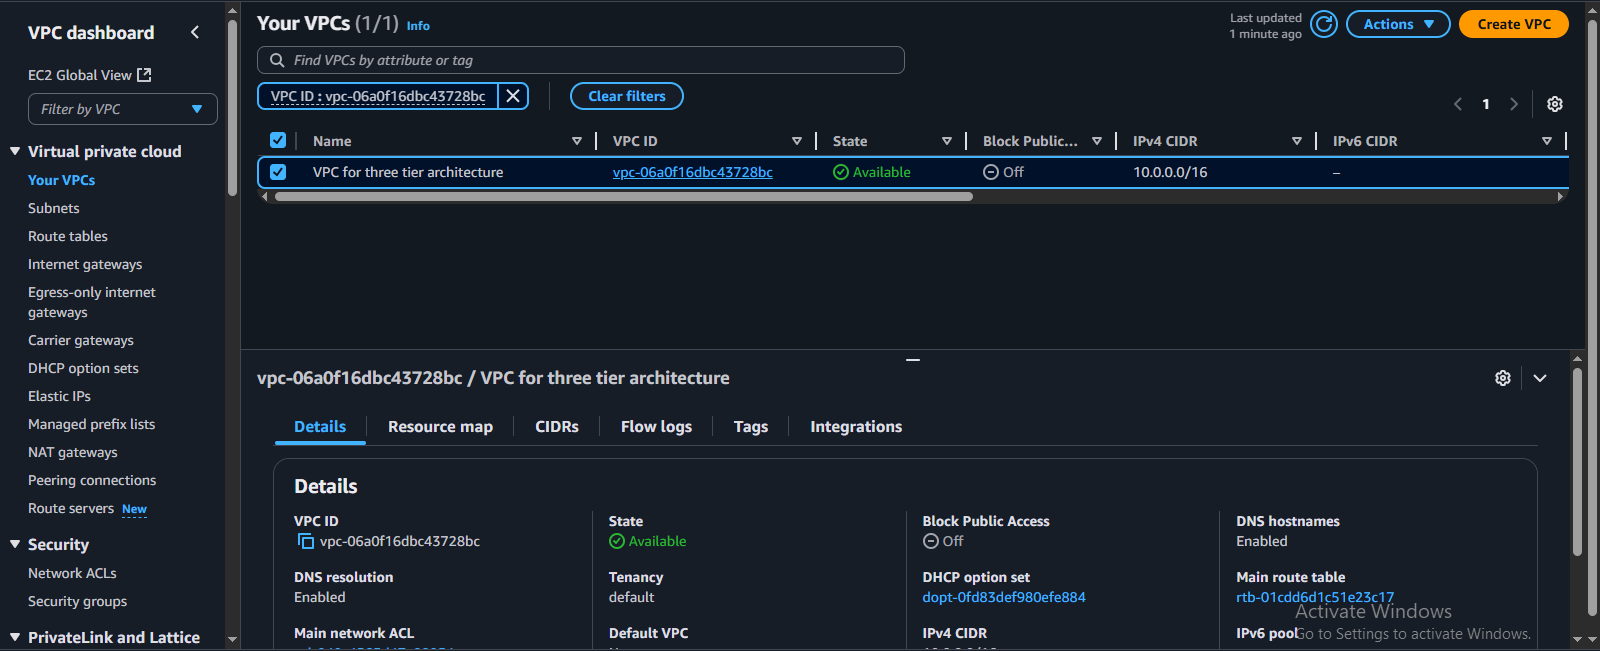 VPC dashboard
EC2 Global View
Filter by VPC
Virtual private cloud
Your VPCs
Subnets
Route tables
Internet gateways
Egress-only internet
gateways
Carrier gateways
DHCP option sets
Elastic IPs
Managed prefix lists
NAT gateways
Peering connections
Route servers New
Security
Network ACLs
Security groups
PrivateLink and Lattice
Your VPCs (1/1) Info
Last updated
1 minute ago
Actions
Create VPC
Find VPCs by attribute or tag
VPC ID : vpc-06a0f16dbc43728bc
Clear filters
1
Name VPC ID State Block Public... IPv4 CIDR IPv6 CIDR
VPC for three tier architecture vpc-06a0f16dbc43728bc Available Off 10.0.0.0/16 –
vpc-06a0f16dbc43728bc / VPC for three tier architecture
Details Resource map CIDRs Flow logs Tags Integrations
Details
VPC ID State Block Public Access DNS hostnames
vpc-06a0f16dbc43728bc Available Off Enabled
DNS resolution Tenancy DHCP option set Main route table
Enabled default dopt-0fd83def980efe884 rtb-01cdd6d1c51e23c17
Main network ACL Default VPC IPv4 CIDR IPv6 pool
Activate Windows
Go to Settings to activate Windows.